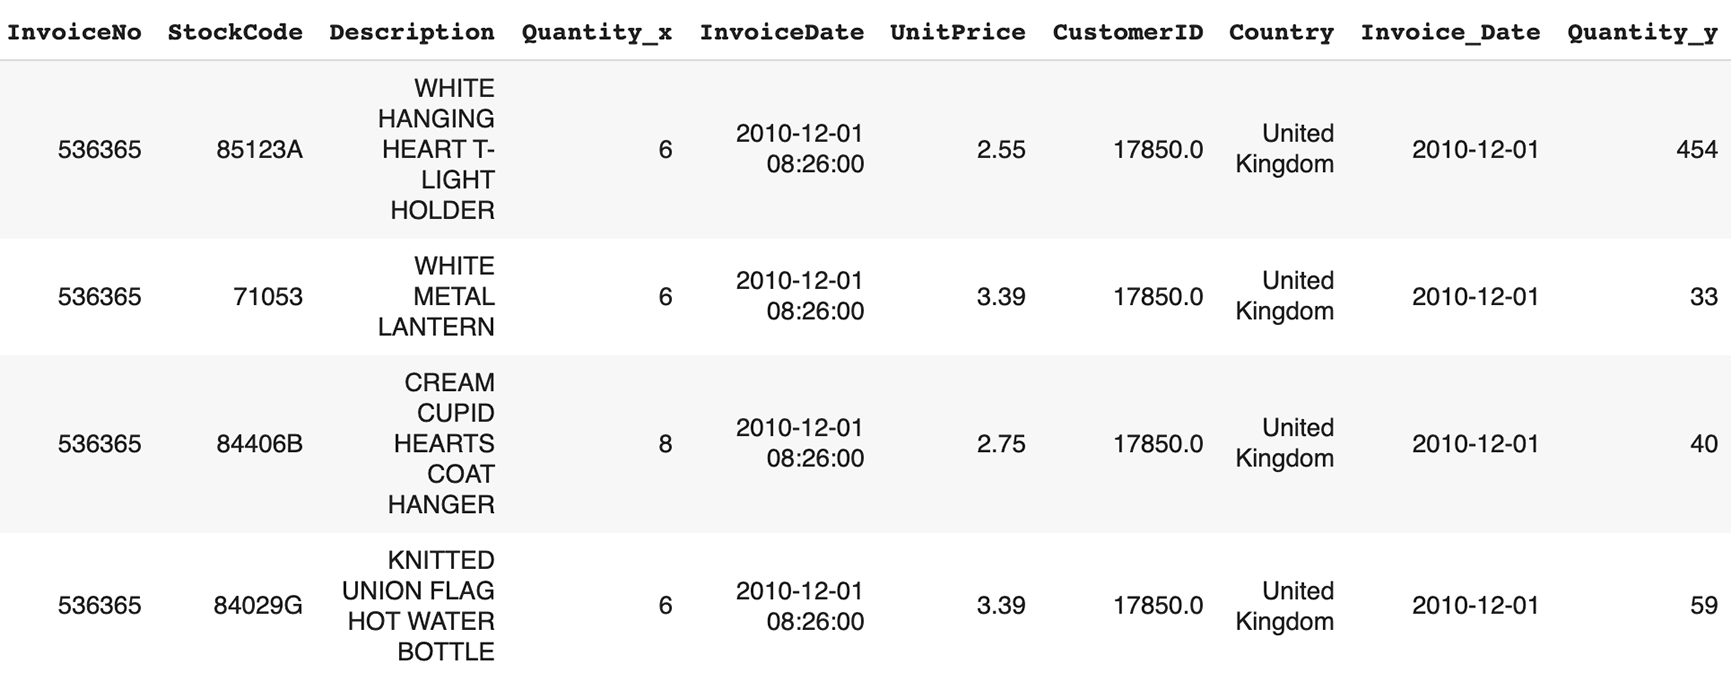 InvoiceNo StockCode Description Quantity_x InvoiceDate UnitPrice CustomerID Country Invoice_Date Quantity_y
536365 85123A WHITE HANGING HEART T-LIGHT HOLDER 6 2010-12-01 08:26:00 2.55 17850.0 United Kingdom 2010-12-01 454
536365 71053 WHITE METAL LANTERN 6 2010-12-01 08:26:00 3.39 17850.0 United Kingdom 2010-12-01 33
536365 84406B CREAM CUPID HEARTS COAT HANGER 8 2010-12-01 08:26:00 2.75 17850.0 United Kingdom 2010-12-01 40
536365 84029G KNITTED UNION FLAG HOT WATER BOTTLE 6 2010-12-01 08:26:00 3.39 17850.0 United Kingdom 2010-12-01 59